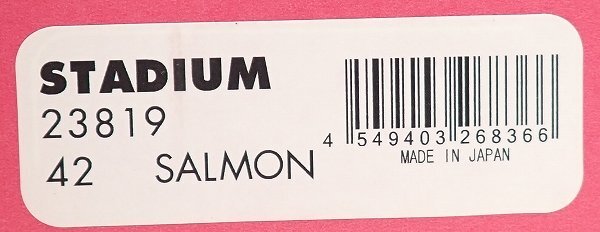 STADIUM
23819
42 SALMON
4 549403 268366
MADE IN JAPAN